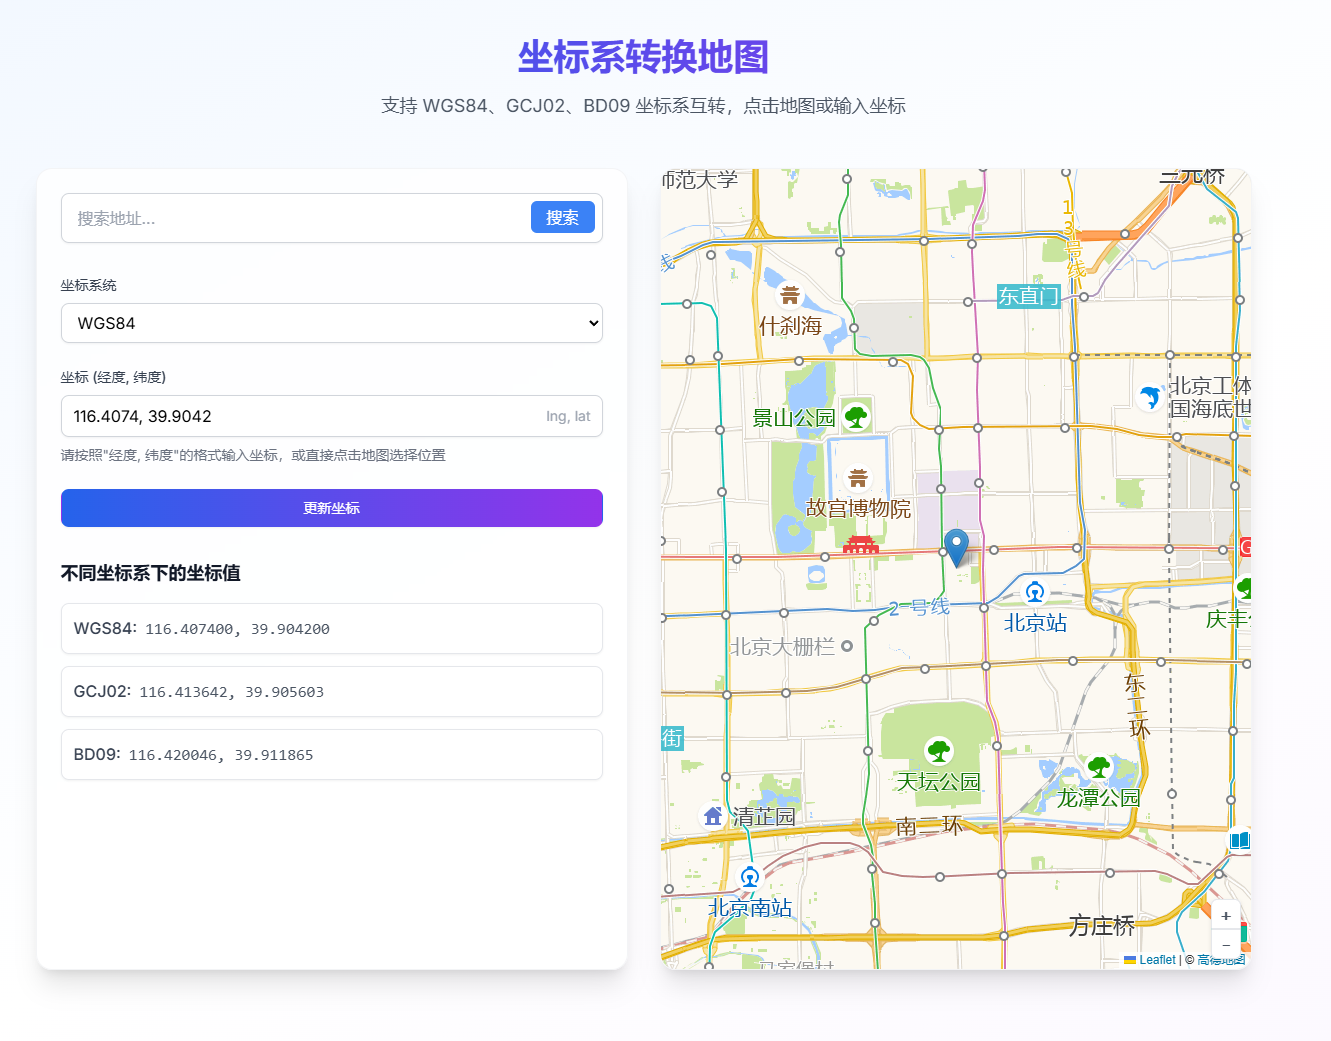 坐标系转换地图
支持 WGS84、GCJ02、BD09 坐标系互转，点击地图或输入坐标
搜索地址...
搜索
坐标系统
WGS84
坐标 (经度, 纬度)
116.4074, 39.9042
lng, lat
请按照"经度, 纬度"的格式输入坐标，或直接点击地图选择位置
更新坐标
不同坐标系下的坐标值
WGS84: 116.407400, 39.904200
GCJ02: 116.413642, 39.905603
BD09: 116.420046, 39.911865
师范大学
三元桥
13号线
线
东直门
什刹海
北京工体
国海底世
景山公园
故宫博物院
2号线
北京站
庆丰
北京大栅栏
东二环
街
天坛公园
龙潭公园
清芷园
南二环
北京南站
方庄桥
+
−
Leaflet | © 高德地图